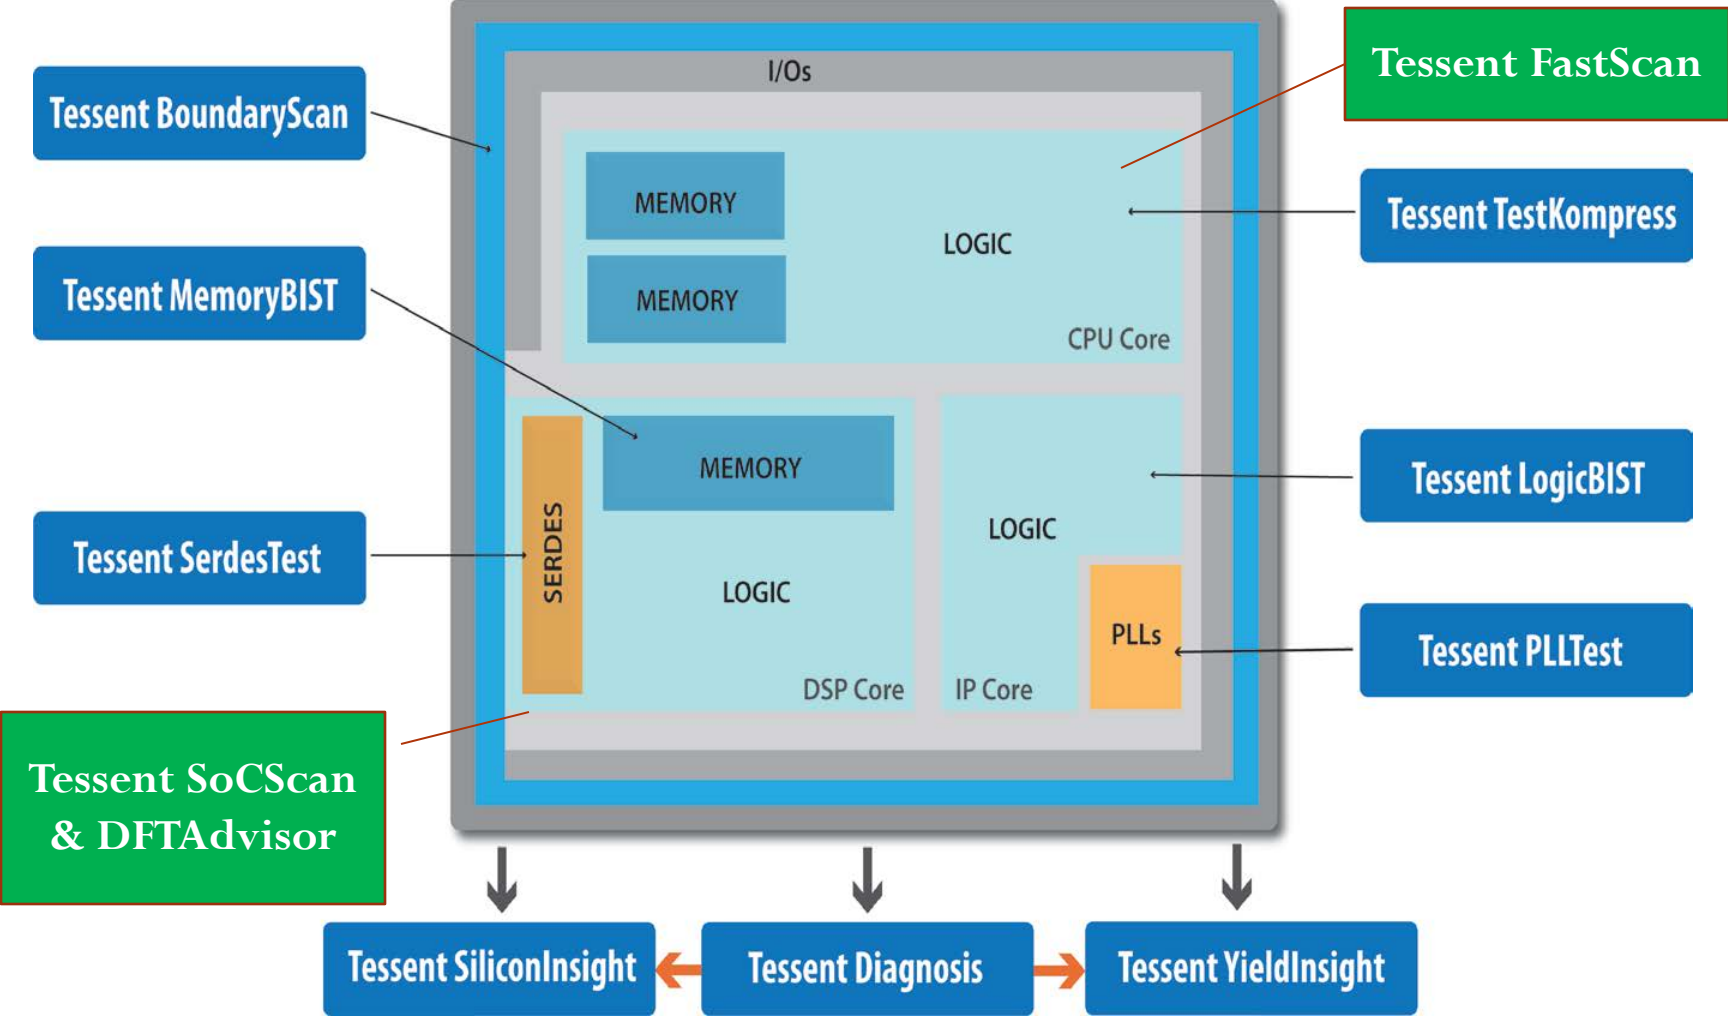 I/Os
Tessent FastScan
Tessent BoundaryScan
MEMORY
Tessent TestKompress
LOGIC
Tessent MemoryBIST
MEMORY
CPU Core
MEMORY
Tessent LogicBIST
SERDES
LOGIC
Tessent SerdesTest
LOGIC
PLLs
Tessent PLLTest
DSP Core
IP Core
Tessent SoCScan
& DFTAdvisor
Tessent SiliconInsight
Tessent Diagnosis
Tessent YieldInsight